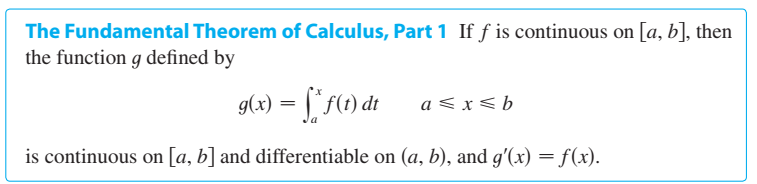 The Fundamental Theorem of Calculus, Part 1 If f is continuous on [a, b], then
the function g defined by
g(x) = ∫ₐˣ f(t) dt a ≤ x ≤ b
is continuous on [a, b] and differentiable on (a, b), and g′(x) = f(x).